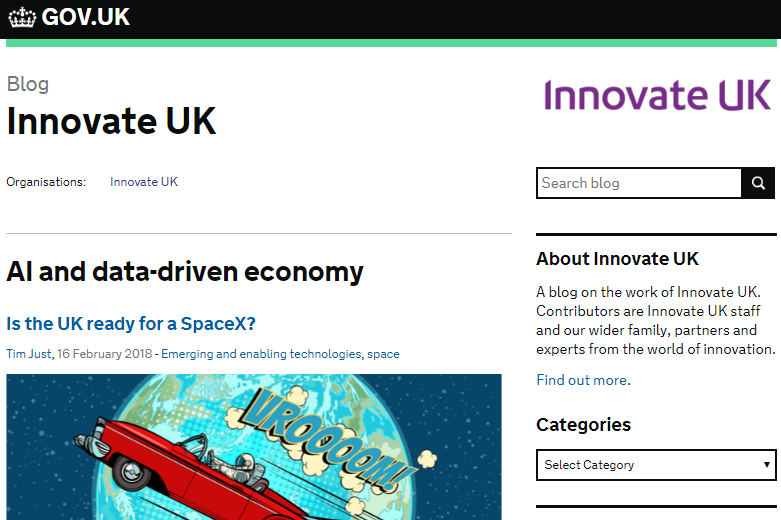 GOV.UK
Blog
Innovate UK
Innovate UK
Organisations: Innovate UK
Search blog
AI and data-driven economy
Is the UK ready for a SpaceX?
Tim Just, 16 February 2018 - Emerging and enabling technologies, space
VROOOOM!
About Innovate UK
A blog on the work of Innovate UK.
Contributors are Innovate UK staff
and our wider family, partners and
experts from the world of innovation.
Find out more.
Categories
Select Category